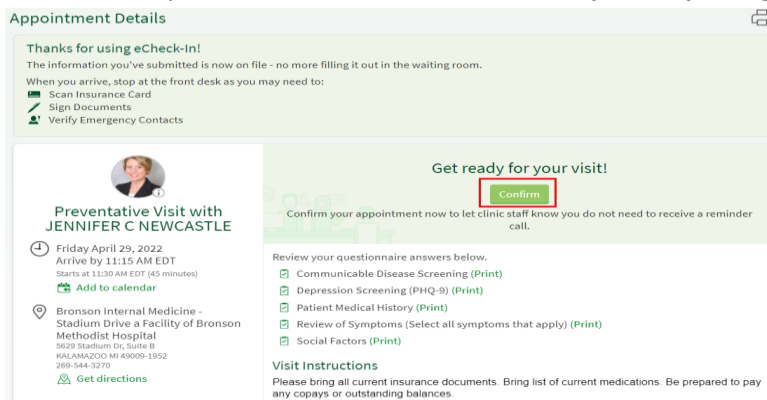 Appointment Details
Thanks for using eCheck-In!
The information you've submitted is now on file - no more filling it out in the waiting room.
When you arrive, stop at the front desk as you may need to:
Scan Insurance Card
Sign Documents
Verify Emergency Contacts
Preventative Visit with
JENNIFER C NEWCASTLE
Friday April 29, 2022
Arrive by 11:15 AM EDT
Starts at 11:30 AM EDT (45 minutes)
Add to calendar
Bronson Internal Medicine -
Stadium Drive a Facility of Bronson
Methodist Hospital
5629 Stadium Dr, Suite B
KALAMAZOO MI 49009-1952
269-544-3270
Get directions
Get ready for your visit!
Confirm
Confirm your appointment now to let clinic staff know you do not need to receive a reminder
call.
Review your questionnaire answers below.
Communicable Disease Screening (Print)
Depression Screening (PHQ-9) (Print)
Patient Medical History (Print)
Review of Symptoms (Select all symptoms that apply) (Print)
Social Factors (Print)
Visit Instructions
Please bring all current insurance documents. Bring list of current medications. Be prepared to pay
any copays or outstanding balances.